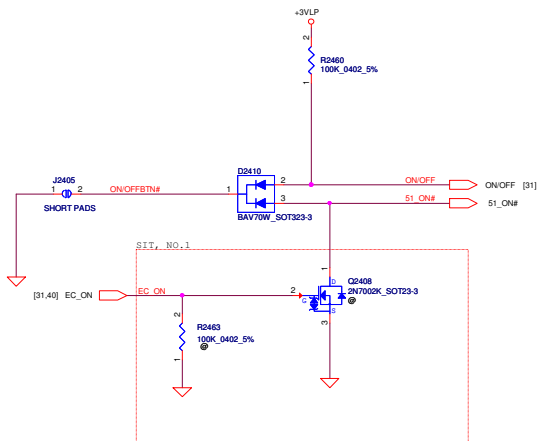 +3VLP
2
R2460
100K_0402_5%
1
J2405
1 2
SHORT PADS
ON/OFFBTN#
D2410
1
2
3
BAV70W_SOT323-3
ON/OFF
ON/OFF [31]
51_ON#
51_ON#
SIT, NO.1
[31,40] EC_ON
EC_ON
2
R2463
100K_0402_5%
@
1
1
D
2
G
S
3
Q2408
2N7002K_SOT23-3
@